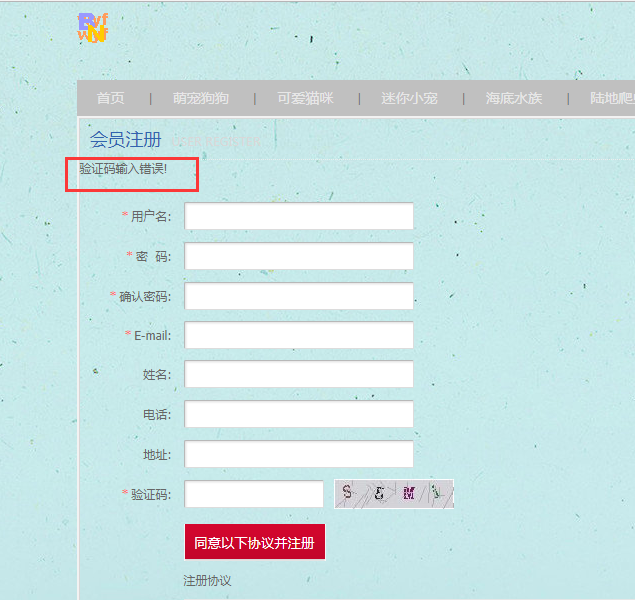 首页 | 萌宠狗狗 | 可爱猫咪 | 迷你小宠 | 海底水族 | 陆地爬
会员注册
验证码输入错误!
* 用户名:
* 密 码:
* 确认密码:
* E-mail:
姓名:
电话:
地址:
* 验证码:
同意以下协议并注册
注册协议